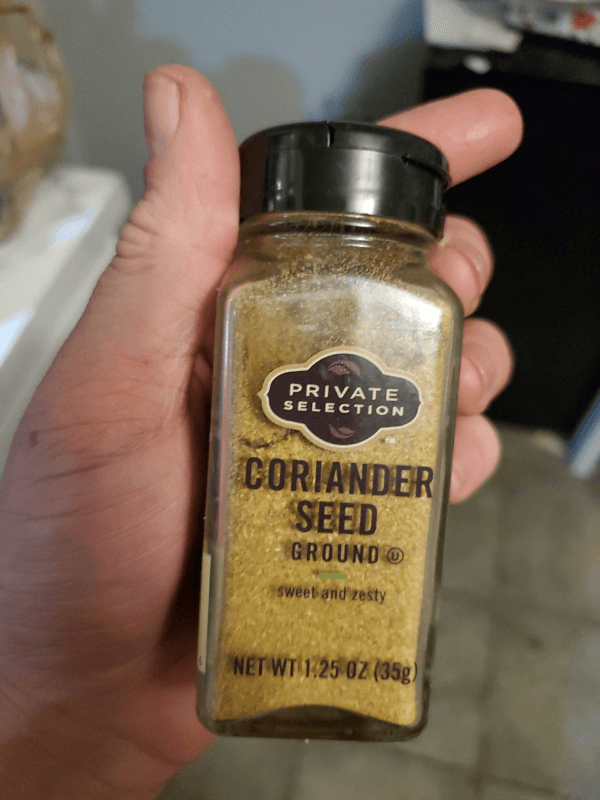 PRIVATE
SELECTION
CORIANDER
SEED
GROUND Ⓤ
sweet and zesty
NET WT 1.25 OZ (35g)